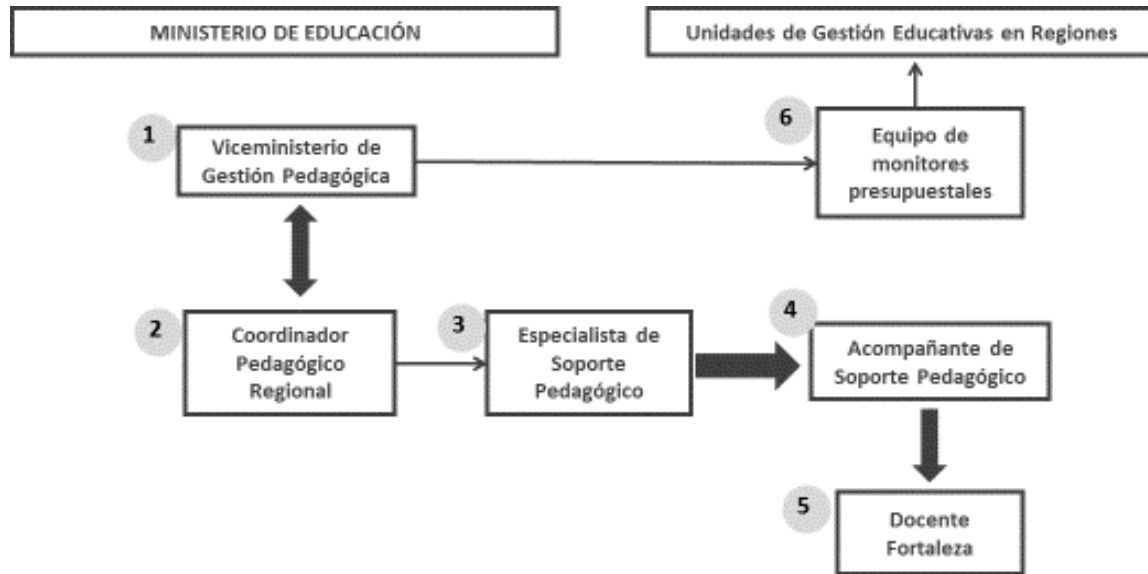 MINISTERIO DE EDUCACIÓN
Unidades de Gestión Educativas en Regiones
1
Viceministerio de
Gestión Pedagógica
6
Equipo de
monitores
presupuestales
2
Coordinador
Pedagógico
Regional
3
Especialista de
Soporte
Pedagógico
4
Acompañante de
Soporte Pedagógico
5
Docente
Fortaleza